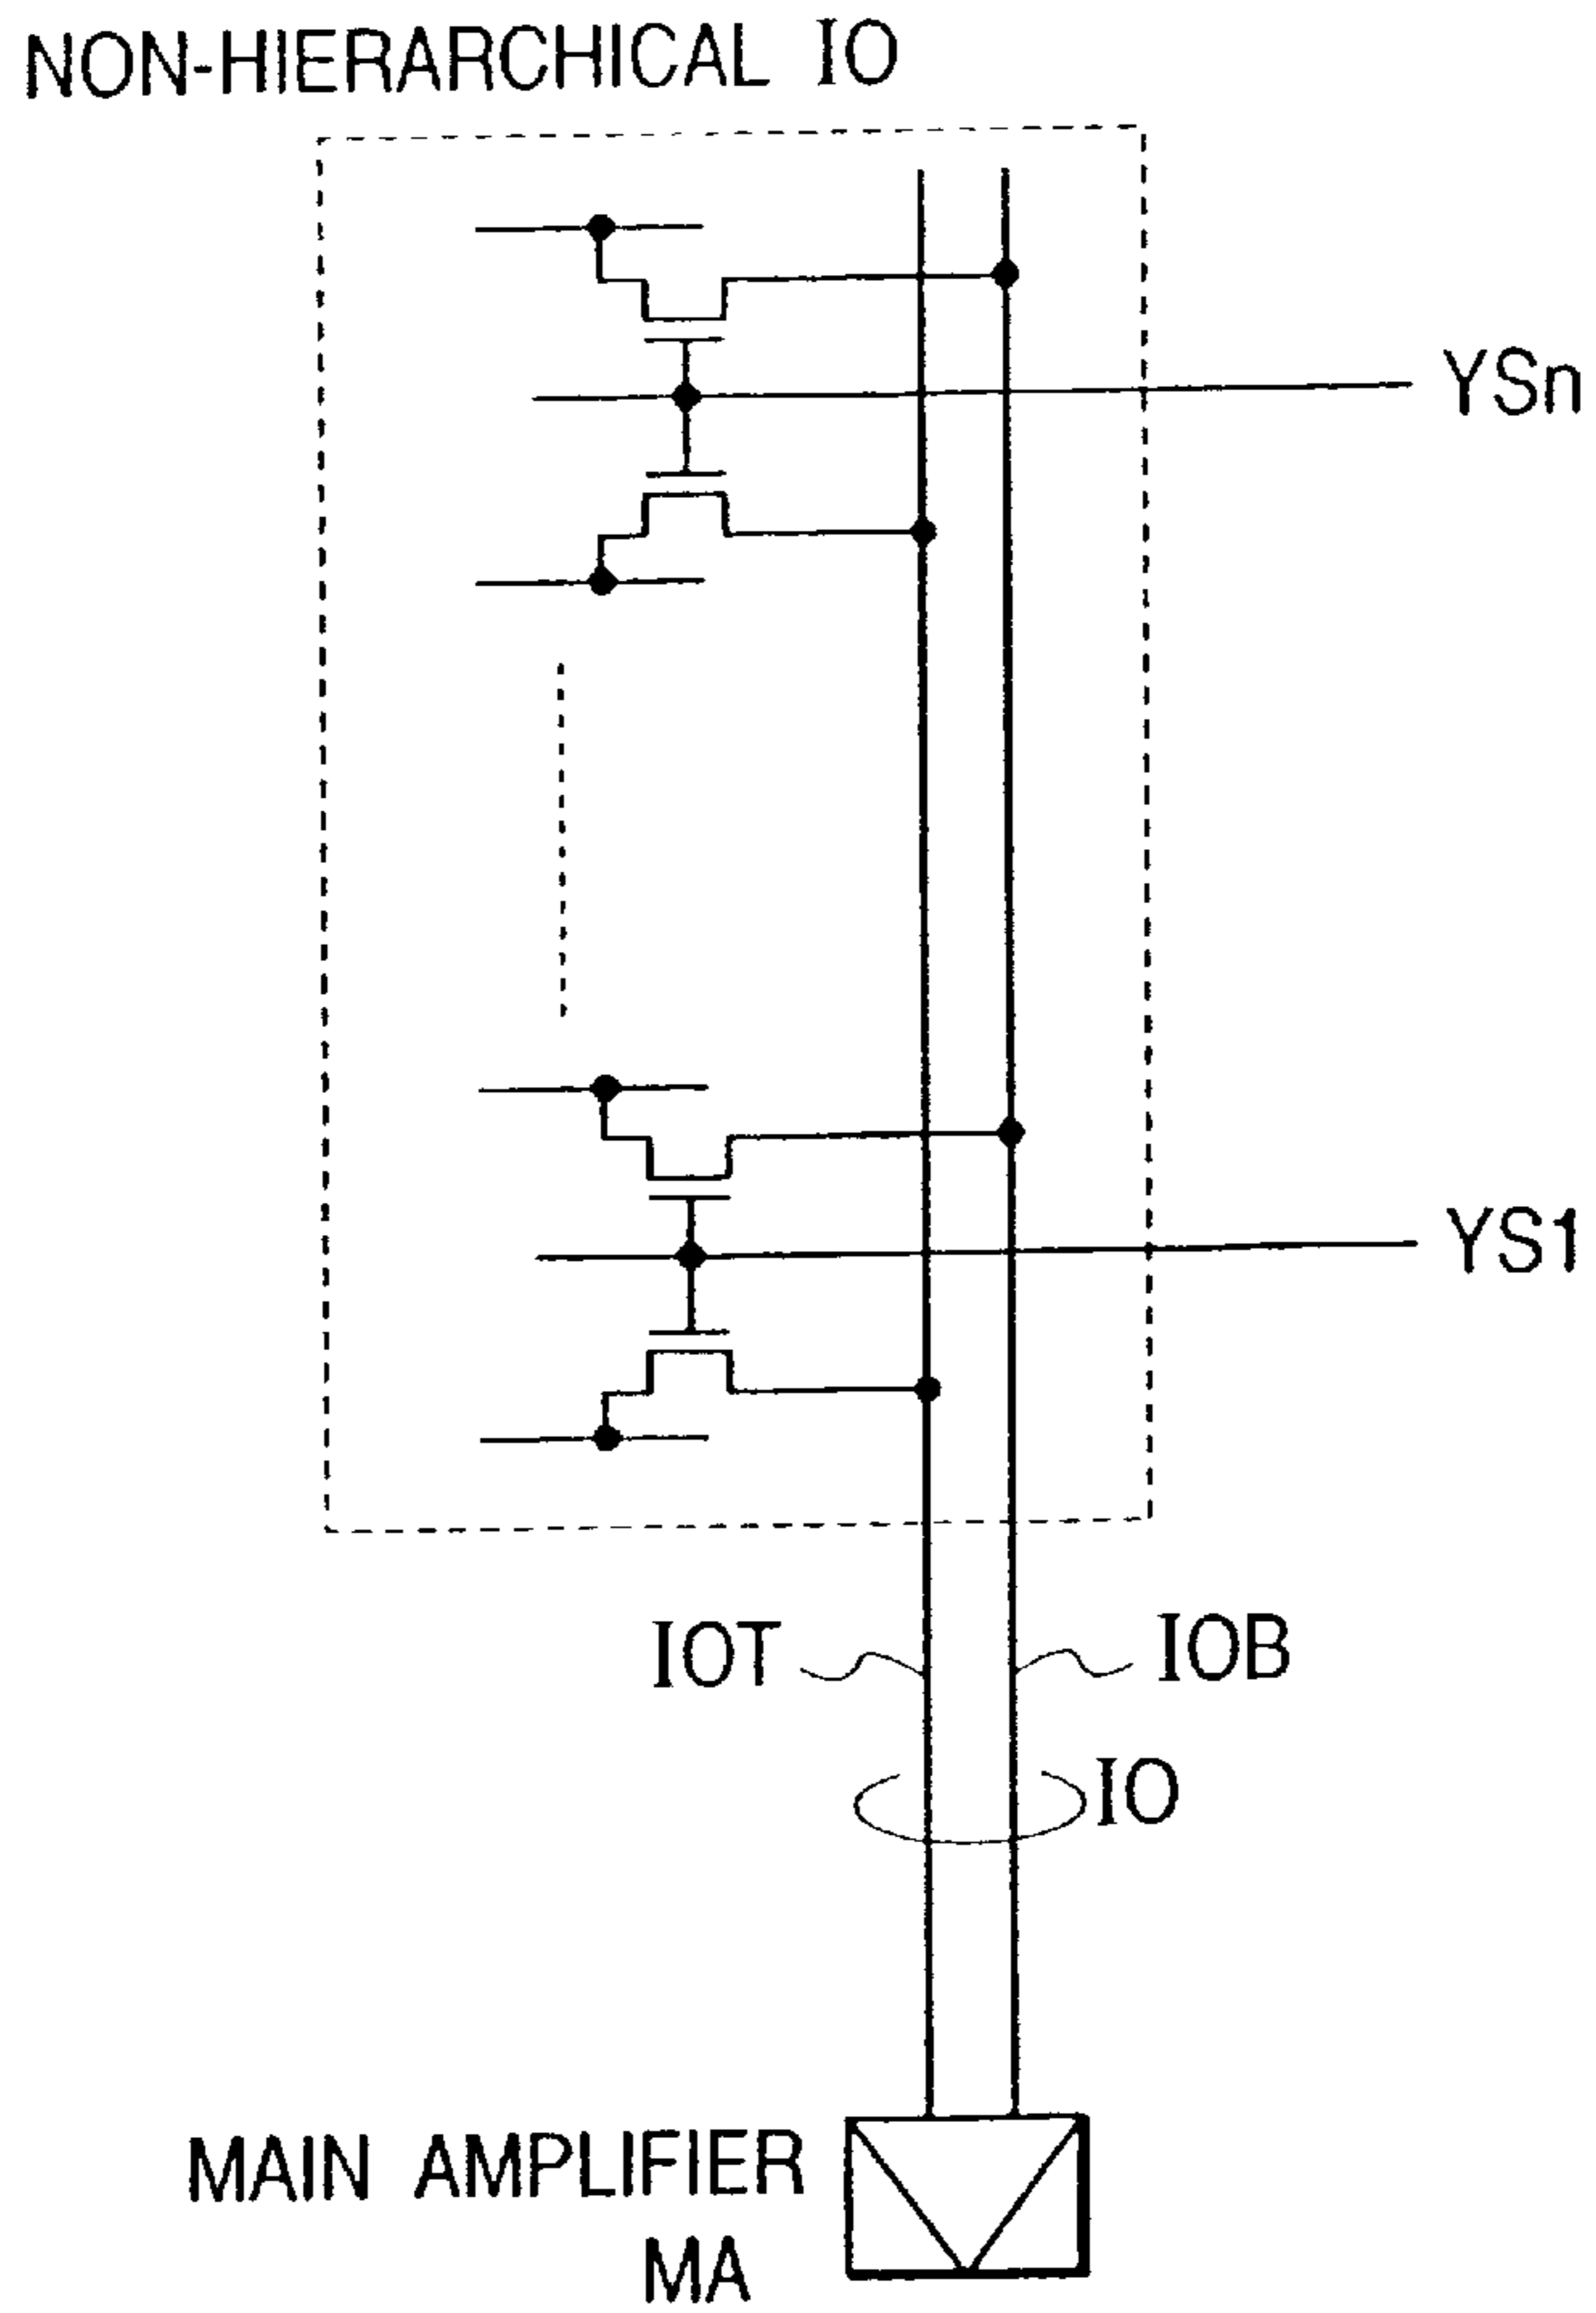 NON-HIERARCHICAL IO
YSn
YS1
IOT
IOB
IO
MAIN AMPLIFIER
MA